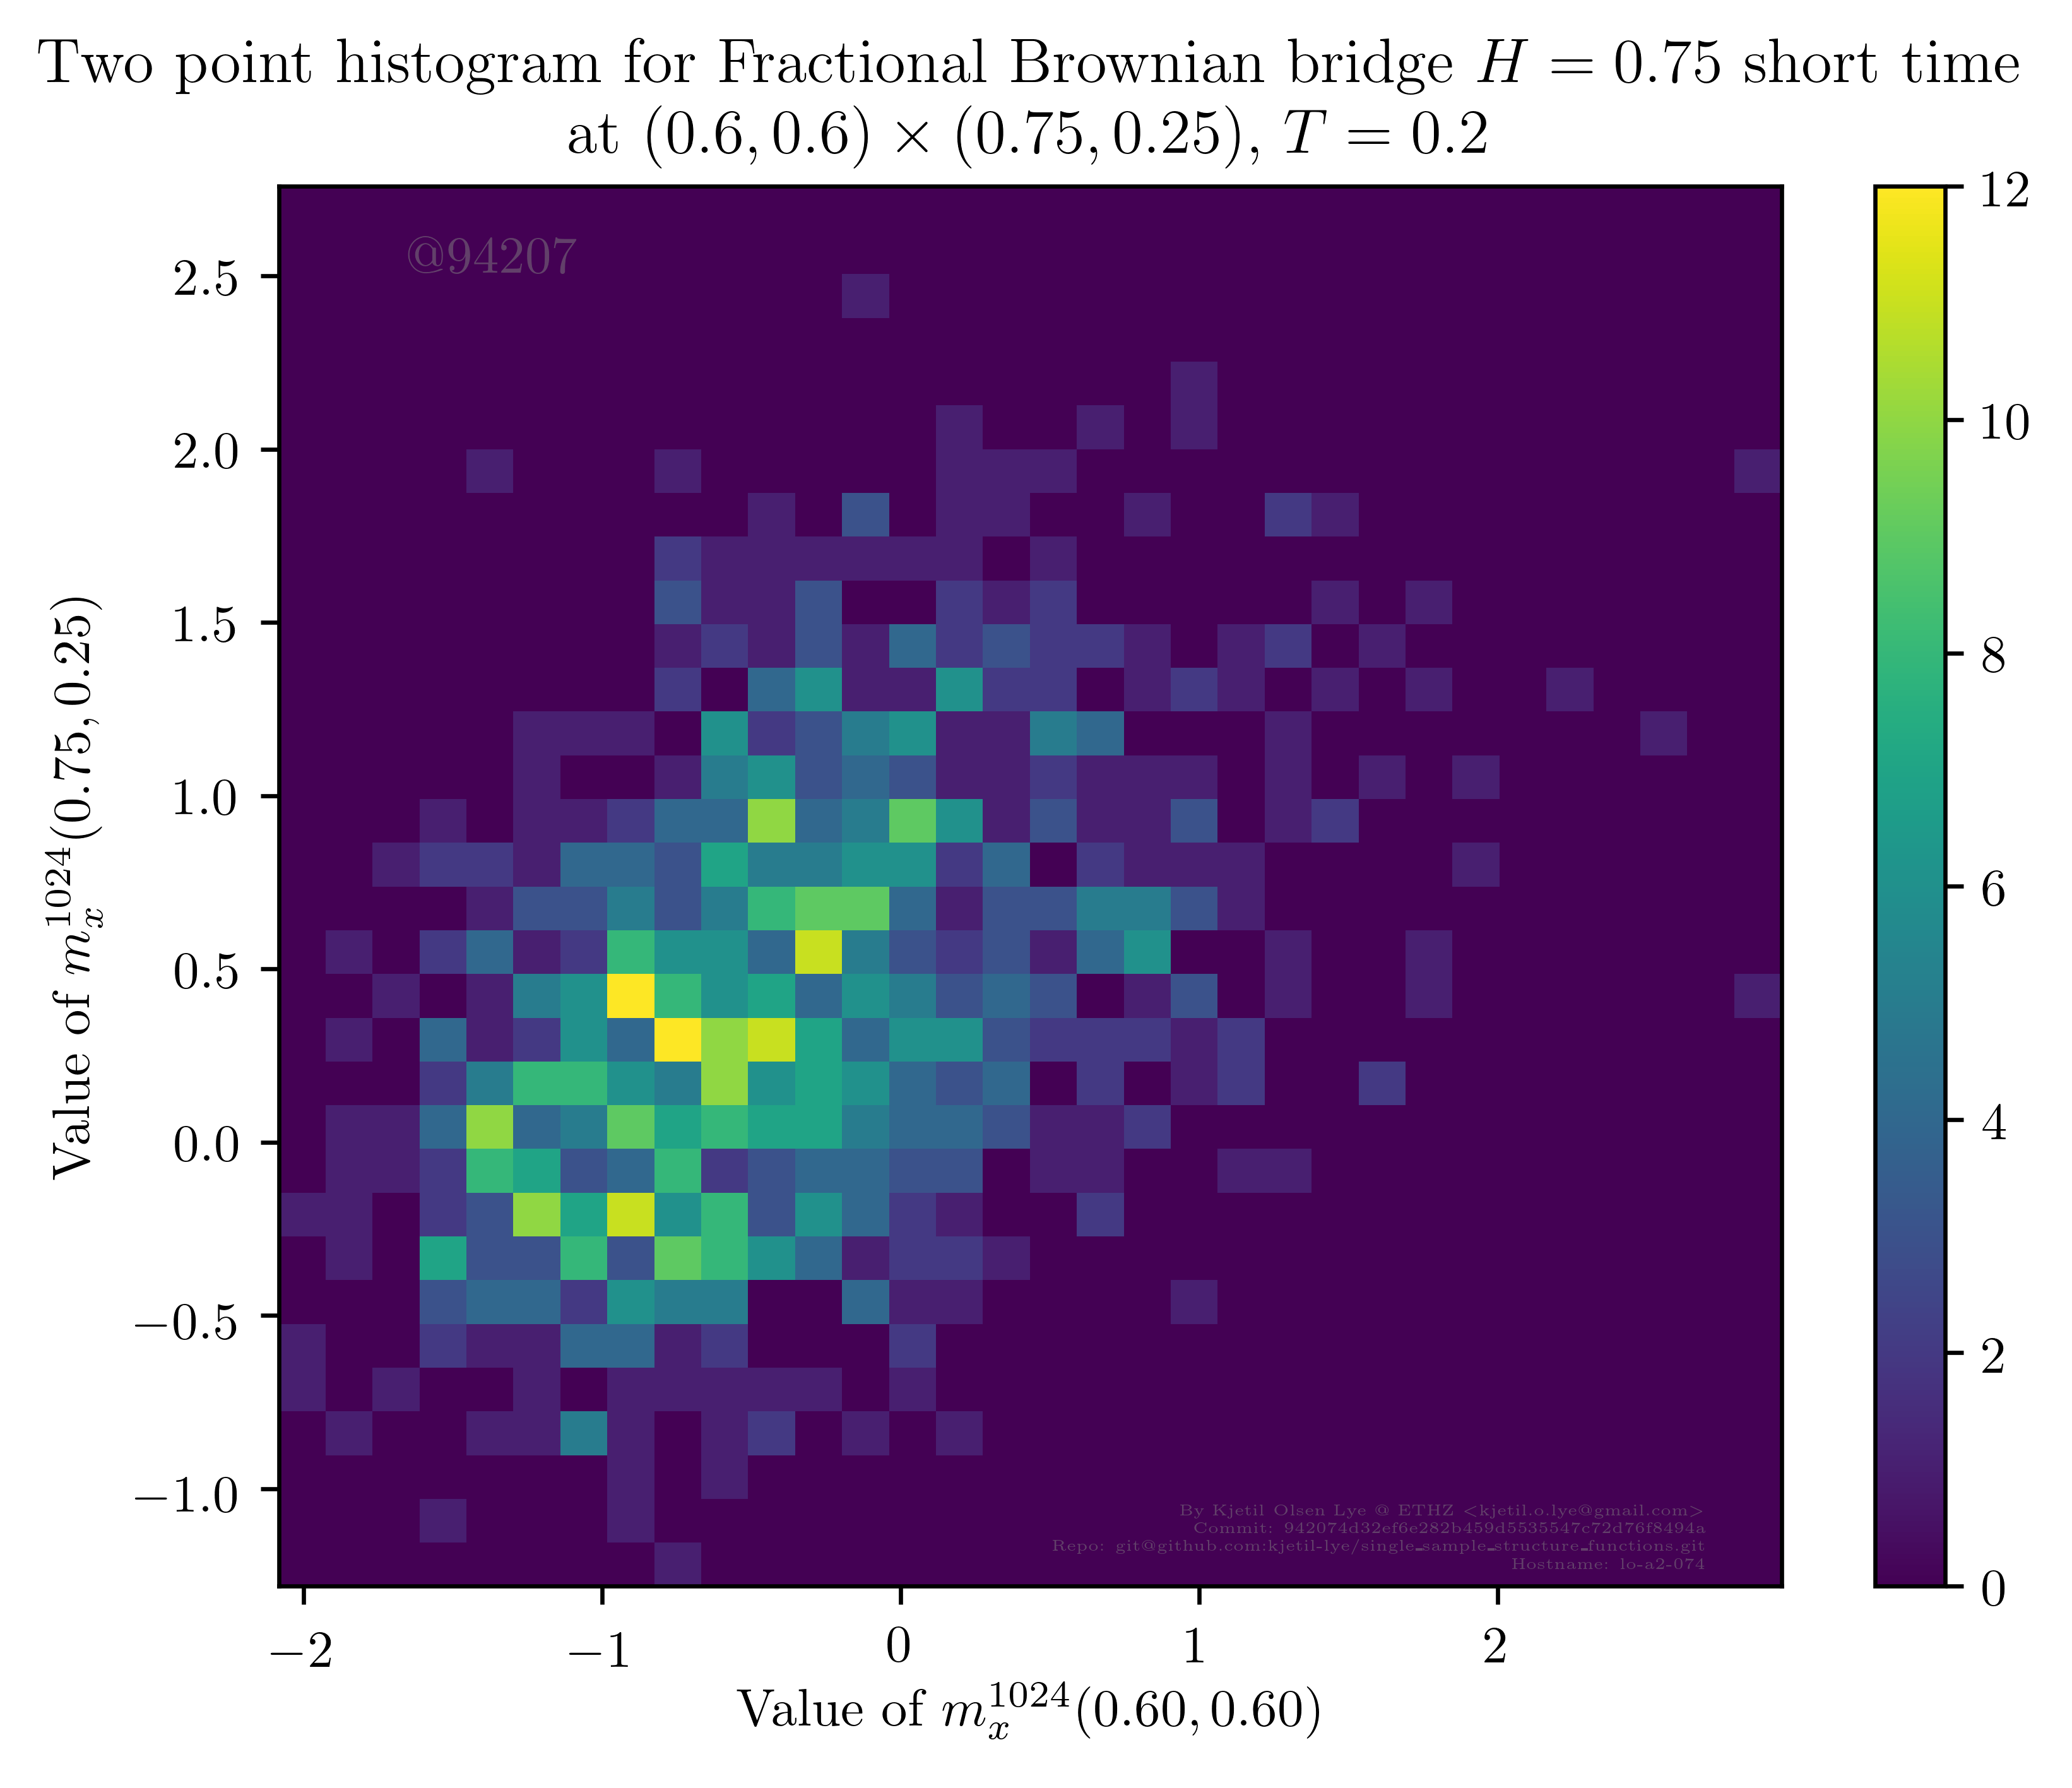 Two point histogram for Fractional Brownian bridge H = 0.75 short time
at (0.6, 0.6) × (0.75, 0.25), T = 0.2
@94207
2.5
2.0
1.5
1.0
0.5
0.0
−0.5
−1.0
Value of m_x^1024(0.75, 0.25)
−2
−1
0
1
2
Value of m_x^1024(0.60, 0.60)
12
10
8
6
4
2
0
By Kjetil Olsen Lye @ ETHZ <kjetil.o.lye@gmail.com>
Commit: 942074d32ef6e282b459d5535547c72d76f8494a
Repo: git@github.com:kjetil-lye/single_sample_structure_functions.git
Hostname: lo-a2-074